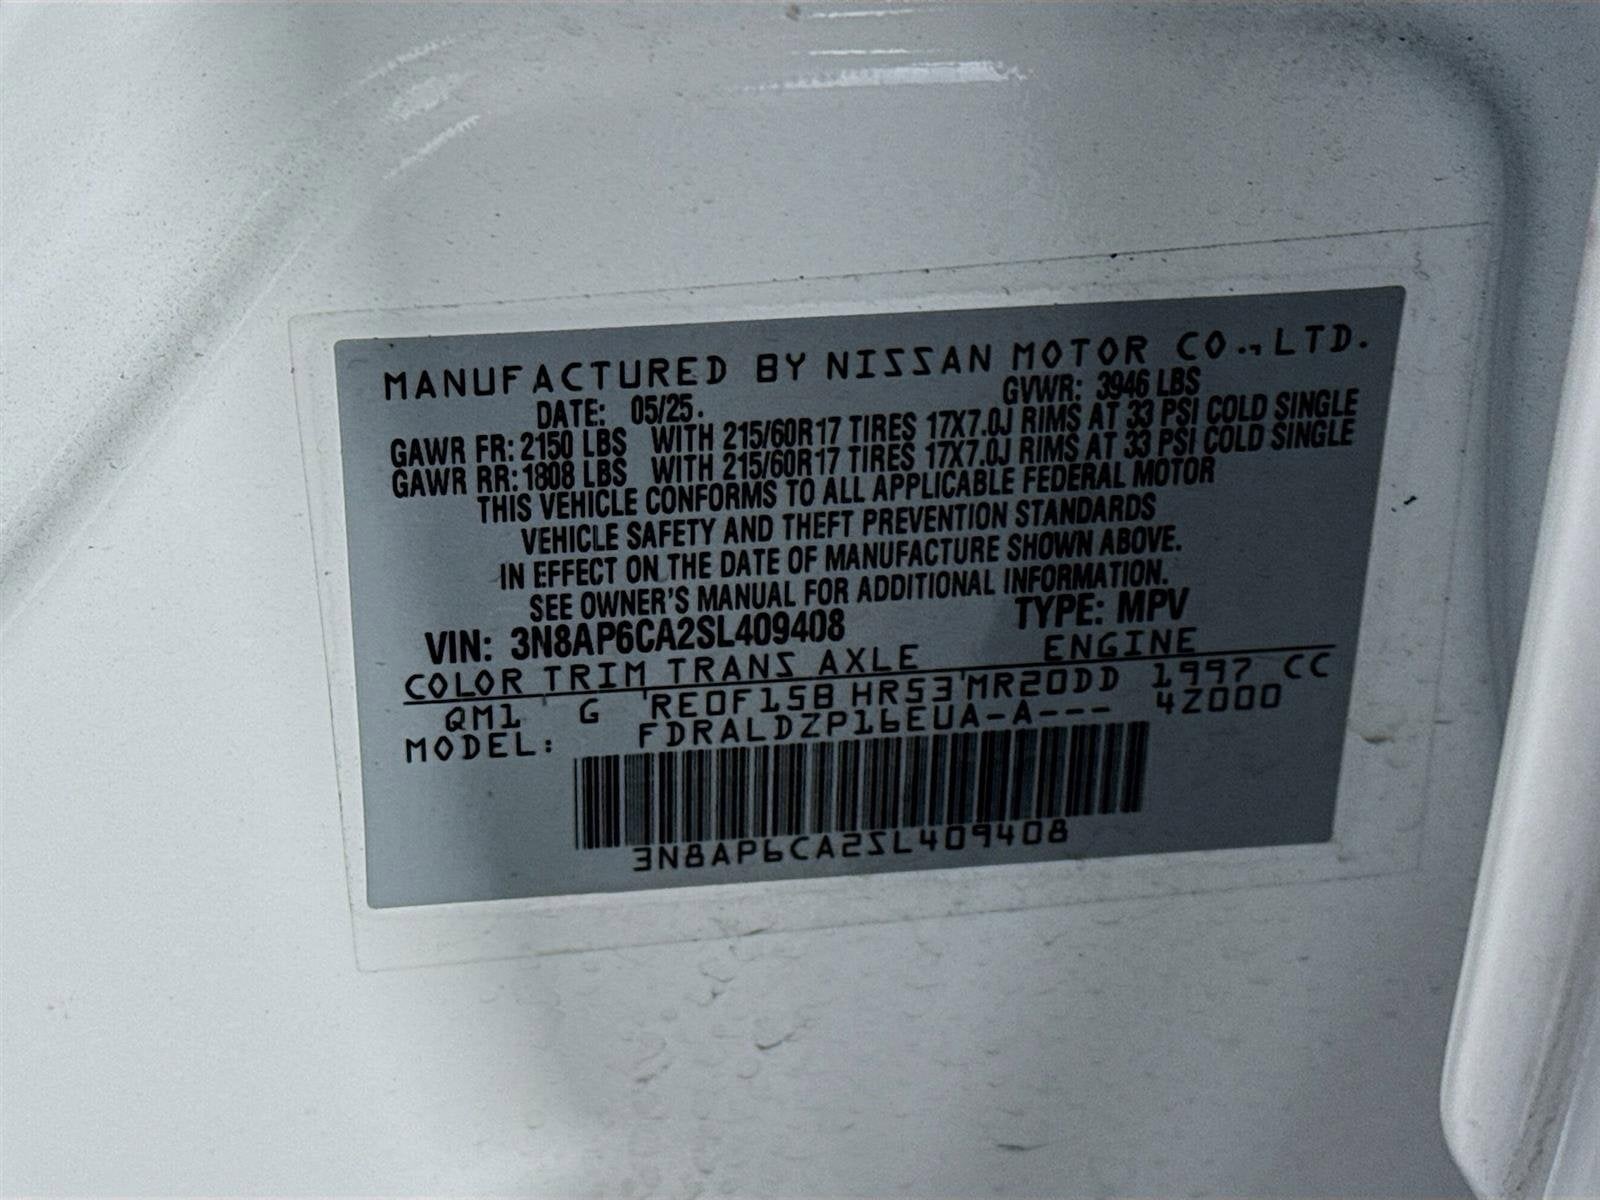 MANUFACTURED BY NISSAN MOTOR CO., LTD.
DATE: 05/25. GVWR: 3946 LBS
GAWR FR: 2150 LBS WITH 215/60R17 TIRES 17X7.0J RIMS AT 33 PSI COLD SINGLE
GAWR RR: 1808 LBS WITH 215/60R17 TIRES 17X7.0J RIMS AT 33 PSI COLD SINGLE
THIS VEHICLE CONFORMS TO ALL APPLICABLE FEDERAL MOTOR
VEHICLE SAFETY AND THEFT PREVENTION STANDARDS
IN EFFECT ON THE DATE OF MANUFACTURE SHOWN ABOVE.
SEE OWNER'S MANUAL FOR ADDITIONAL INFORMATION.
VIN: 3N8AP6CA2SL409408 TYPE: MPV
COLOR TRIM TRANS AXLE ENGINE
QM1 G RE0F15B HR53 MR20DD 1997 CC
MODEL: FDRALDZP16EUA-A--- 4Z000
3N8AP6CA2SL409408